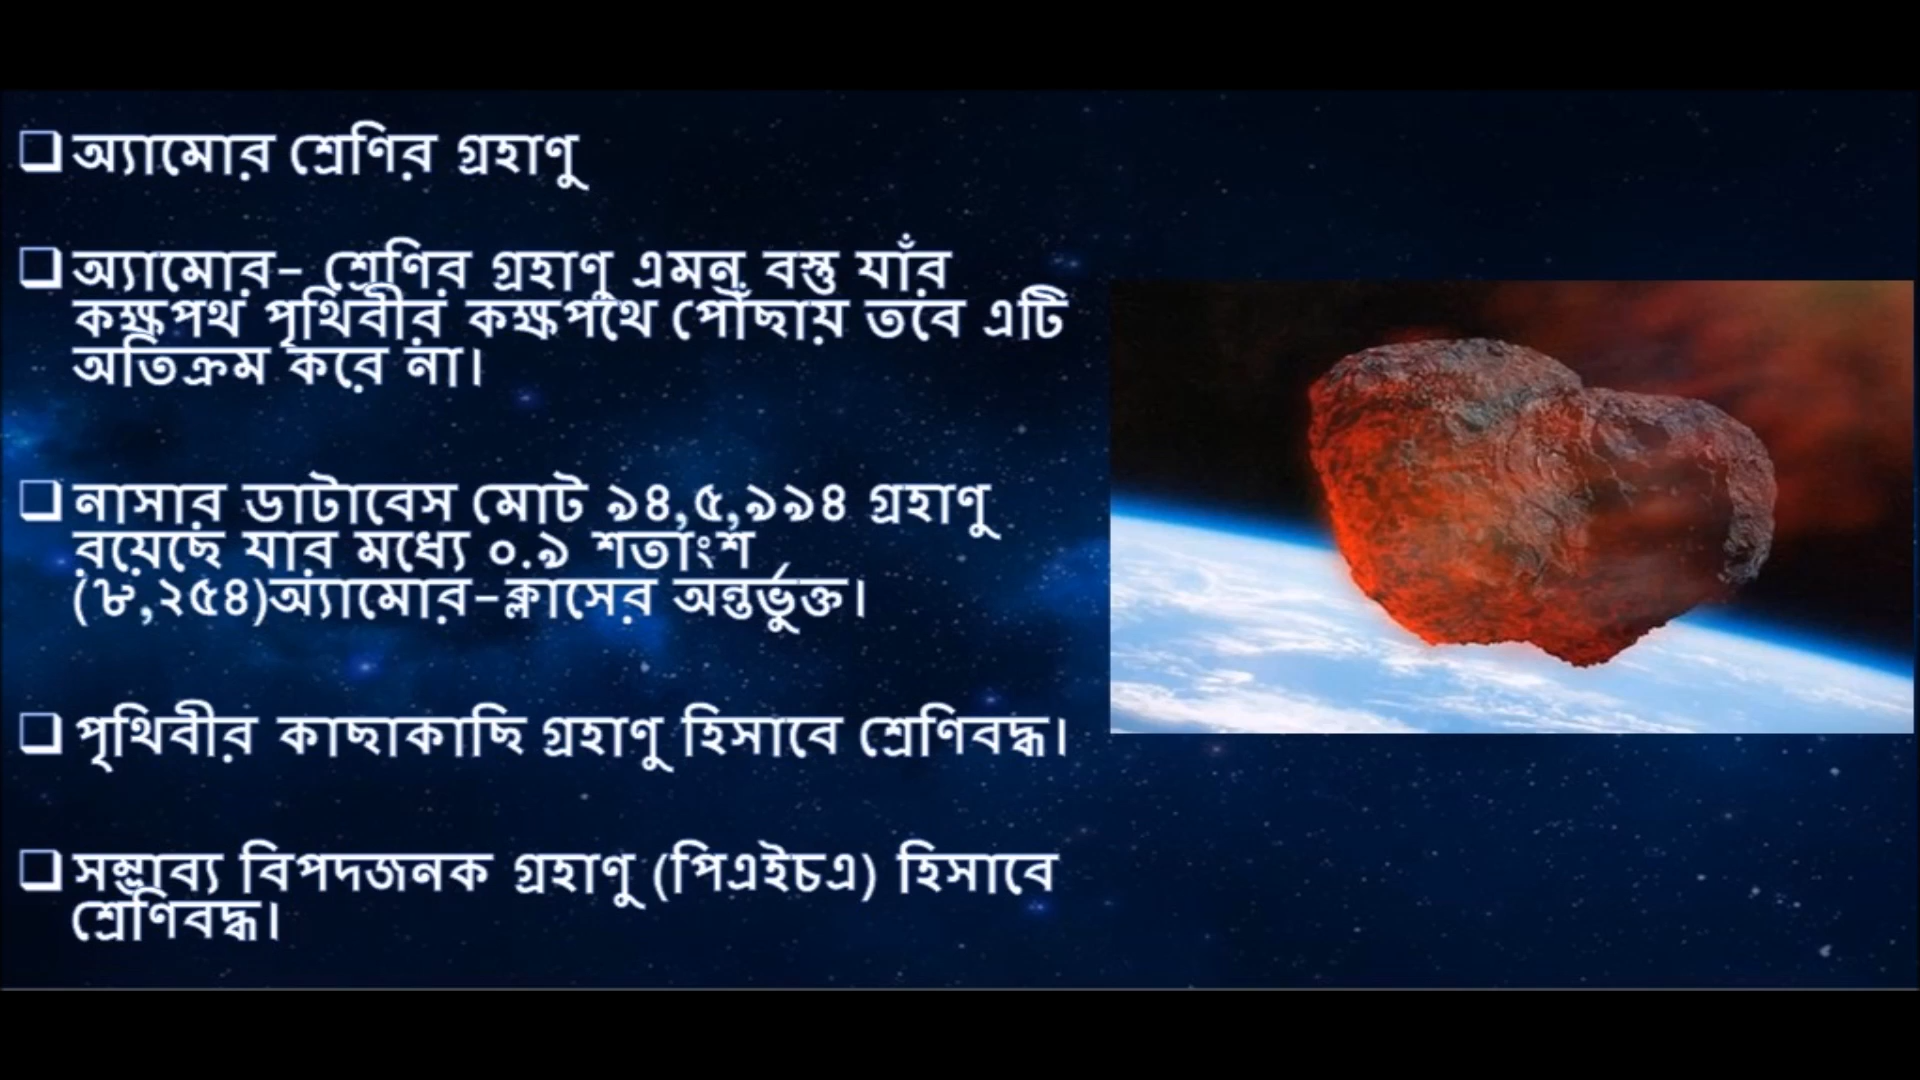 ❑অ্যামোর শ্রেণির গ্রহাণু
❑অ্যামোর- শ্রেণির গ্রহাণু এমন বস্তু যাঁর
কক্ষপথ পৃথিবীর কক্ষপথে পৌঁছায় তবে এটি
অতিক্রম করে না।
❑নাসার ডাটাবেস মোট ৯৪,৫,৯৯৪ গ্রহাণু
রয়েছে যার মধ্যে ০.৯ শতাংশ
(৮,২৫৪)অ্যামোর-ক্লাসের অন্তর্ভুক্ত।
❑পৃথিবীর কাছাকাছি গ্রহাণু হিসাবে শ্রেণিবদ্ধ।
❑সম্ভাব্য বিপদজনক গ্রহাণু (পিএইচএ) হিসাবে
শ্রেণিবদ্ধ।